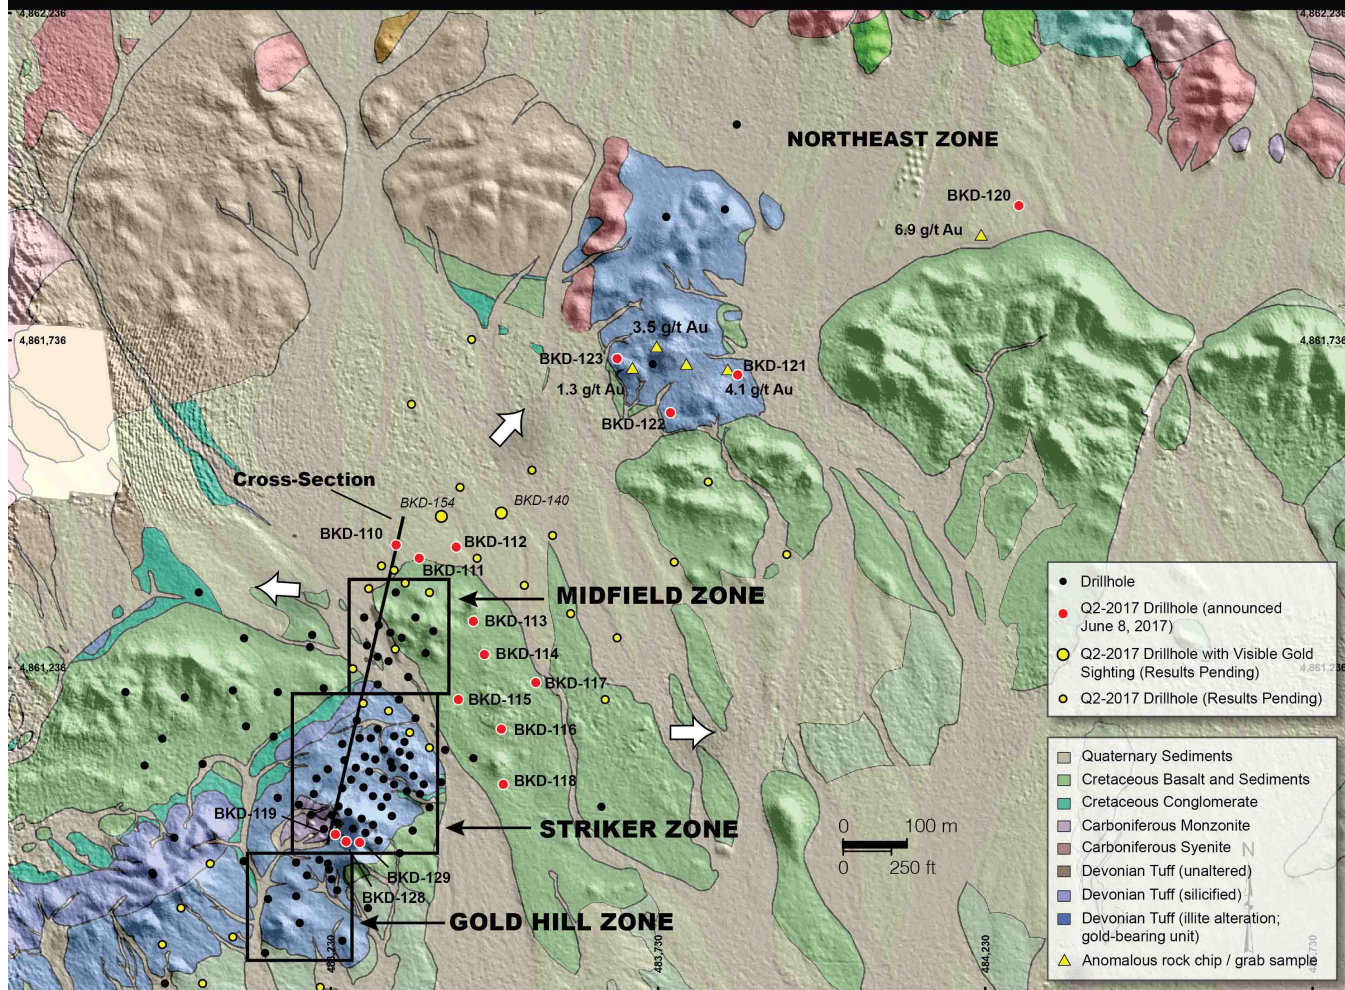 4,862,236
4,862,236
NORTHEAST ZONE
BKD-120
6.9 g/t Au
3.5 g/t Au
4,861,736
4,861,736
BKD-123
BKD-121
1.3 g/t Au
4.1 g/t Au
BKD-122
Cross-Section
BKD-154
BKD-140
BKD-110
BKD-112
BKD-111
MIDFIELD ZONE
BKD-113
BKD-114
4,861,236
4,861,236
BKD-117
BKD-115
BKD-116
BKD-118
BKD-119
STRIKER ZONE
0 100 m
0 250 ft
BKD-129
BKD-128
GOLD HILL ZONE
483,230
483,730
484,230
484,730
Drillhole
Q2-2017 Drillhole (announced
June 8, 2017)
Q2-2017 Drillhole with Visible Gold
Sighting (Results Pending)
Q2-2017 Drillhole (Results Pending)
Quaternary Sediments
Cretaceous Basalt and Sediments
Cretaceous Conglomerate
Carboniferous Monzonite
Carboniferous Syenite
N
Devonian Tuff (unaltered)
Devonian Tuff (silicified)
Devonian Tuff (illite alteration;
gold-bearing unit)
Anomalous rock chip / grab sample